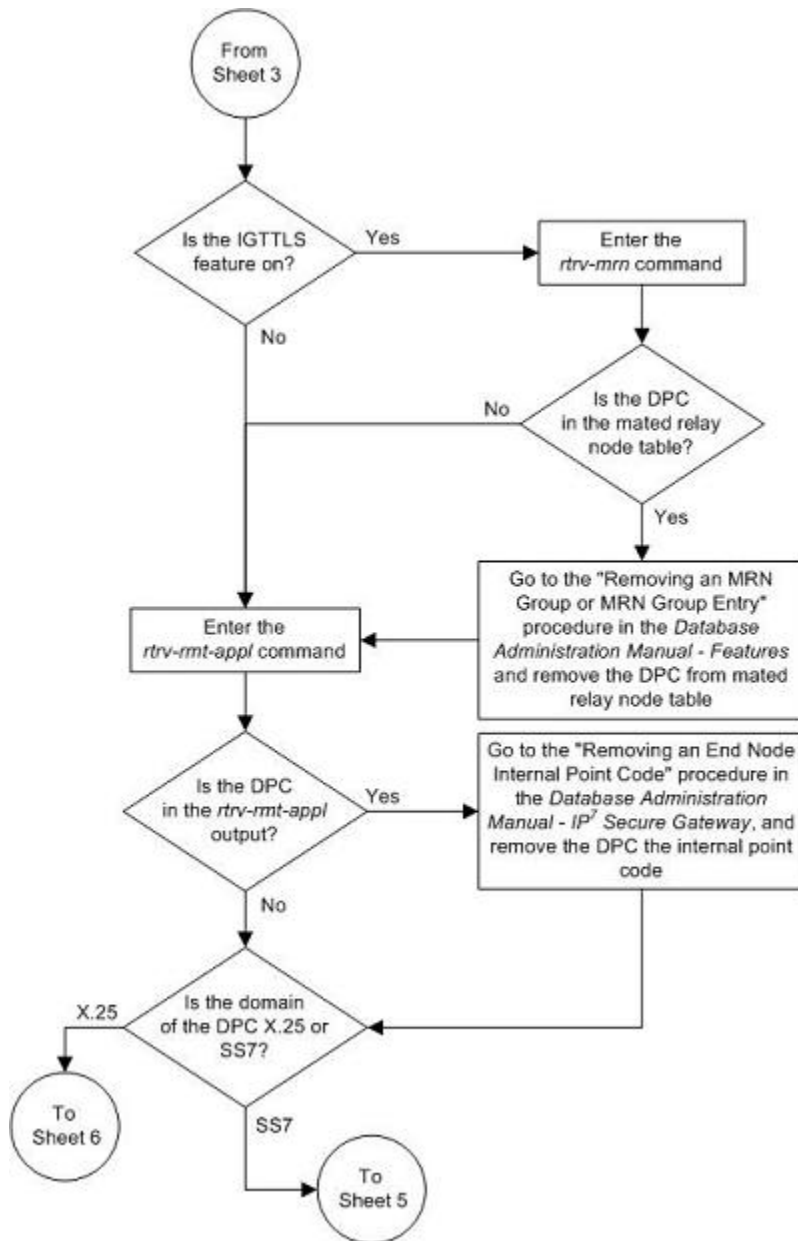 From
Sheet 3
Is the IGTTLS
feature on?
Yes
Enter the
rtrv-mrn command
No
Is the DPC
in the mated relay
node table?
No
Yes
Go to the "Removing an MRN
Group or MRN Group Entry"
procedure in the Database
Administration Manual - Features
and remove the DPC from mated
relay node table
Enter the
rtrv-rmt-appl command
Is the DPC
in the rtrv-rmt-appl
output?
Yes
Go to the "Removing an End Node
Internal Point Code" procedure in
the Database Administration
Manual - IP⁷ Secure Gateway, and
remove the DPC the internal point
code
No
Is the domain
of the DPC X.25 or
SS7?
X.25
To
Sheet 6
SS7
To
Sheet 5